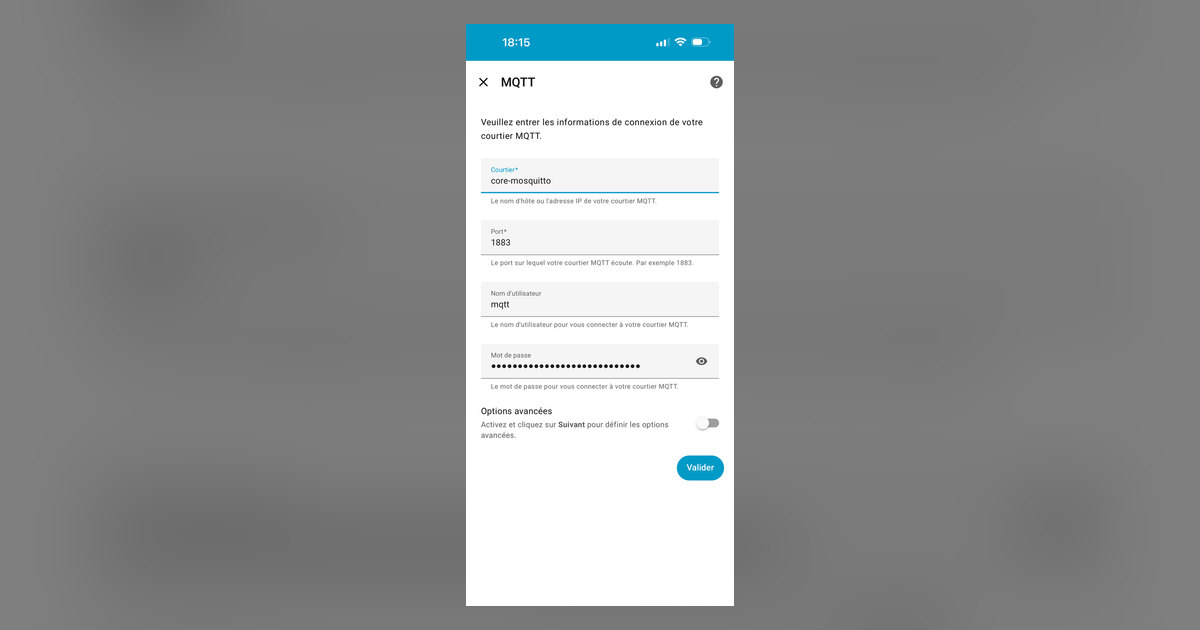 18:15
MQTT
Veuillez entrer les informations de connexion de votre
courtier MQTT.
Courtier*
core-mosquitto
Le nom d'hôte ou l'adresse IP de votre courtier MQTT.
Port*
1883
Le port sur lequel votre courtier MQTT écoute. Par exemple 1883.
Nom d'utilisateur
mqtt
Le nom d'utilisateur pour vous connecter à votre courtier MQTT.
Mot de passe
••••••••••••••••••••••••••••
Le mot de passe pour vous connecter à votre courtier MQTT.
Options avancées
Activez et cliquez sur Suivant pour définir les options
avancées.
Valider